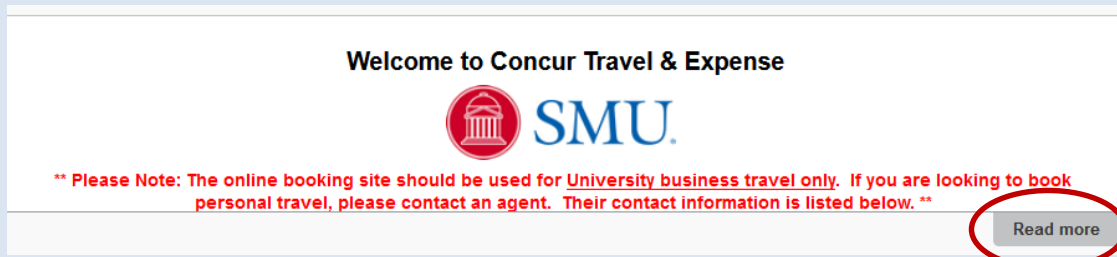 Welcome to Concur Travel & Expense
SMU.
** Please Note: The online booking site should be used for University business travel only. If you are looking to book
personal travel, please contact an agent. Their contact information is listed below. **
Read more